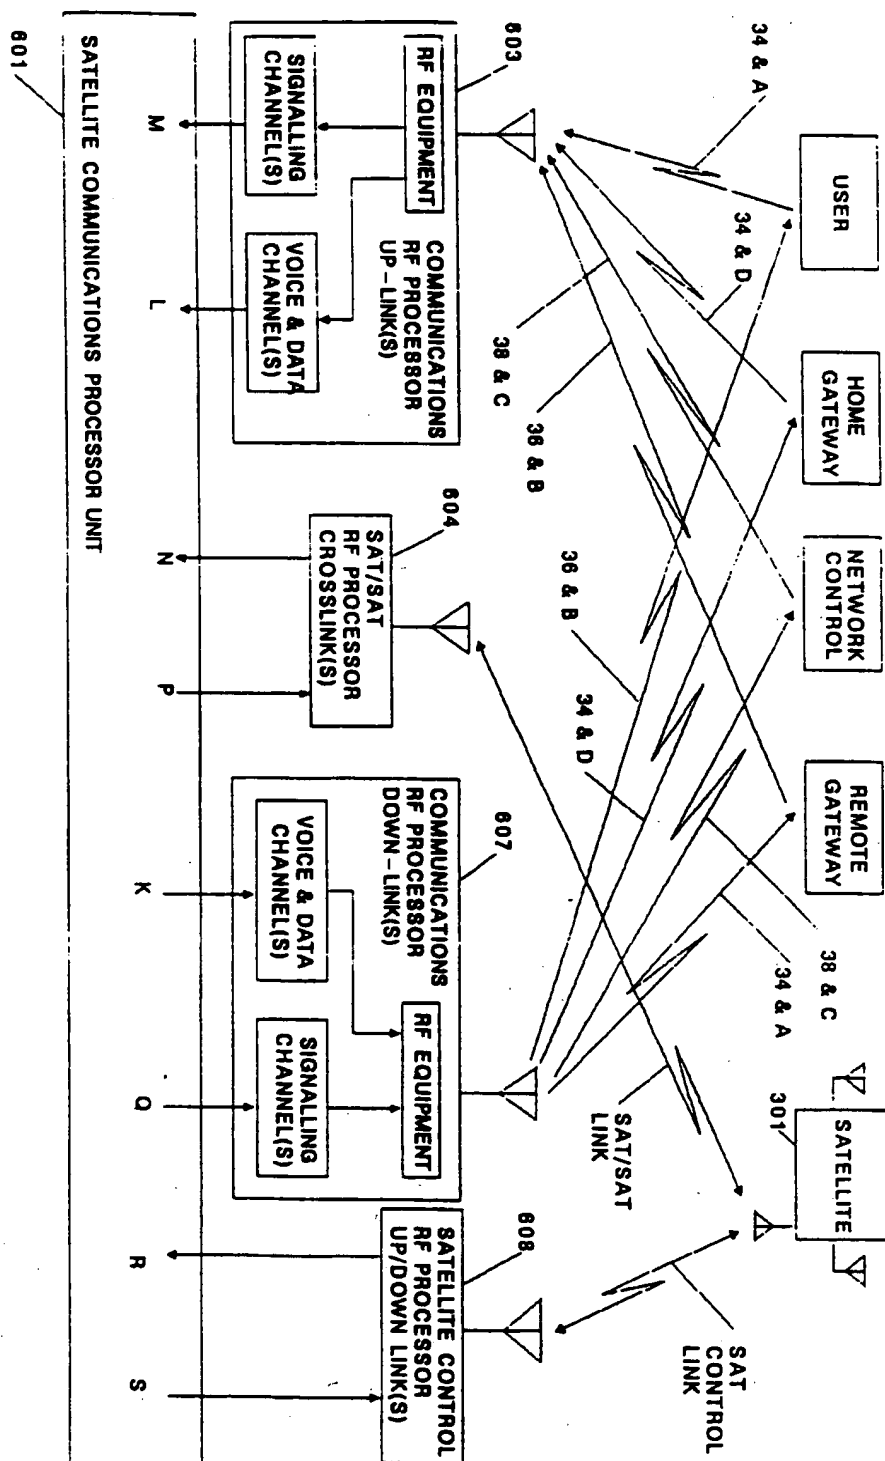 USER
HOME
GATEWAY
NETWORK
CONTROL
REMOTE
GATEWAY
SATELLITE
301
34 & A
34 & D
38 & C
36 & B
36 & B
34 & D
38 & C
34 & A
SAT/SAT
LINK
SAT
CONTROL
LINK
603
RF EQUIPMENT
COMMUNICATIONS
RF PROCESSOR
UP-LINK(S)
SIGNALLING
CHANNEL(S)
VOICE & DATA
CHANNEL(S)
604
SAT/SAT
RF PROCESSOR
CROSSLINK(S)
607
COMMUNICATIONS
RF PROCESSOR
DOWN-LINK(S)
RF EQUIPMENT
VOICE & DATA
CHANNEL(S)
SIGNALLING
CHANNEL(S)
608
SATELLITE CONTROL
RF PROCESSOR
UP/DOWN LINK(S)
M
L
N
P
K
Q
R
S
SATELLITE COMMUNICATIONS PROCESSOR UNIT
601